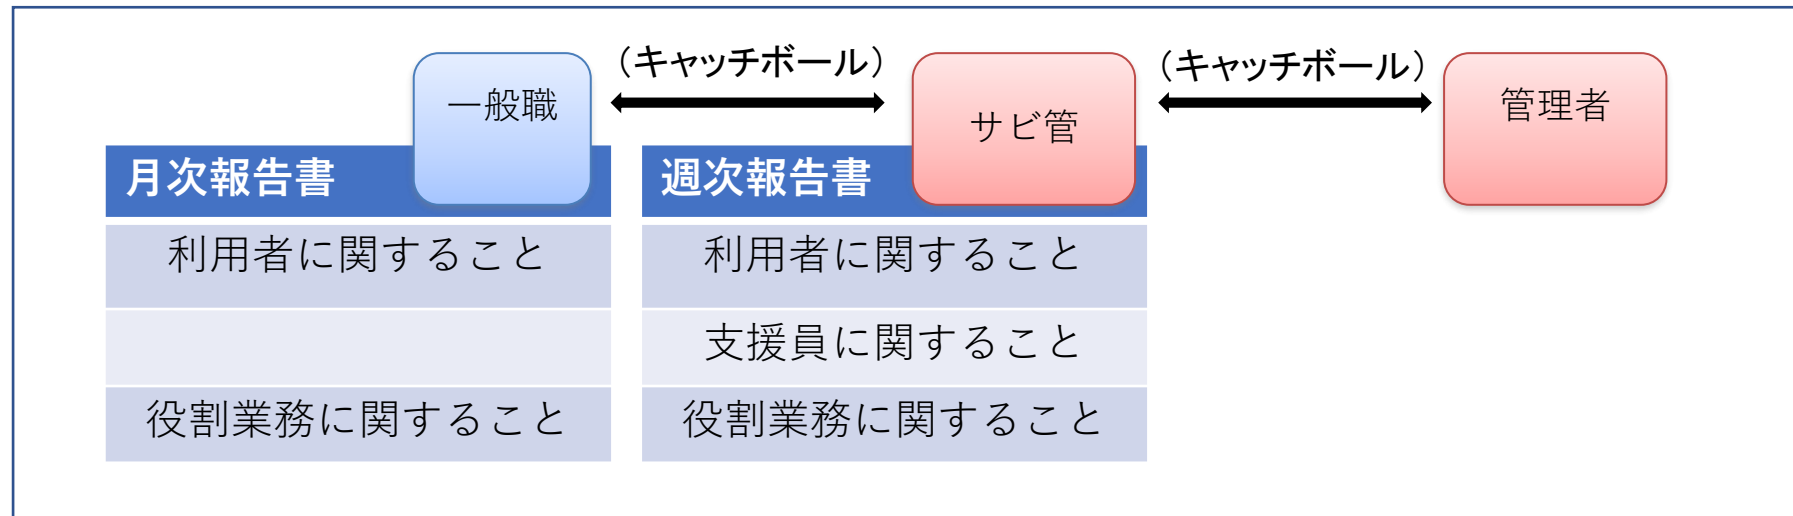 （キャッチボール）
（キャッチボール）
一般職
サビ管
管理者
月次報告書
週次報告書
利用者に関すること
利用者に関すること
支援員に関すること
役割業務に関すること
役割業務に関すること